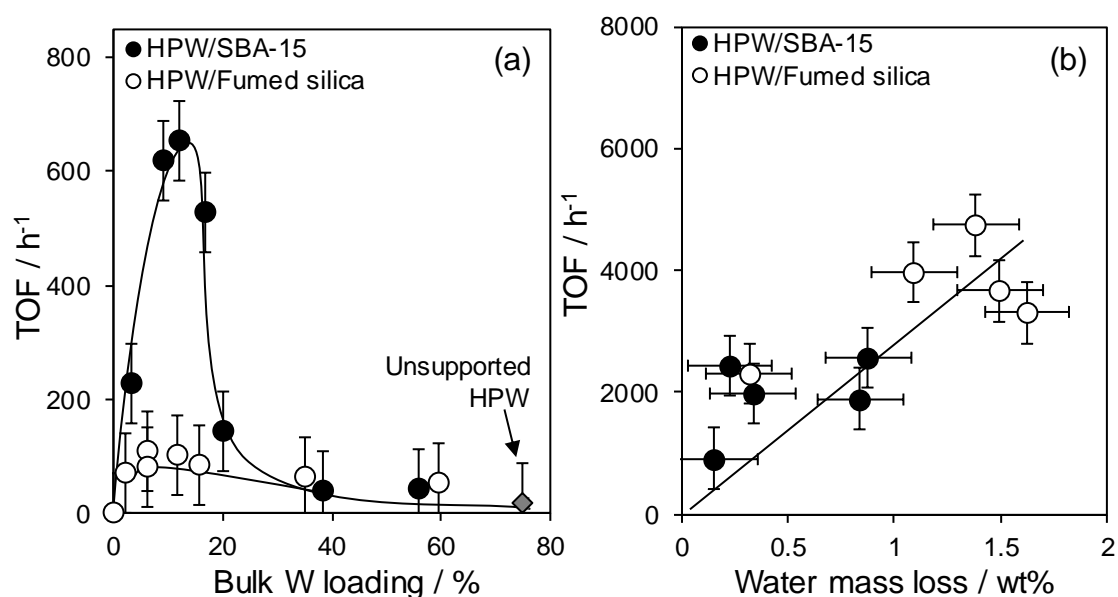 HPW/SBA-15
HPW/Fumed silica
(a)
800
600
400
200
0
TOF / h-1
Unsupported
HPW
0 20 40 60 80
Bulk W loading / %
HPW/SBA-15
HPW/Fumed silica
(b)
8000
6000
4000
2000
0
TOF / h-1
0 0.5 1 1.5 2
Water mass loss / wt%